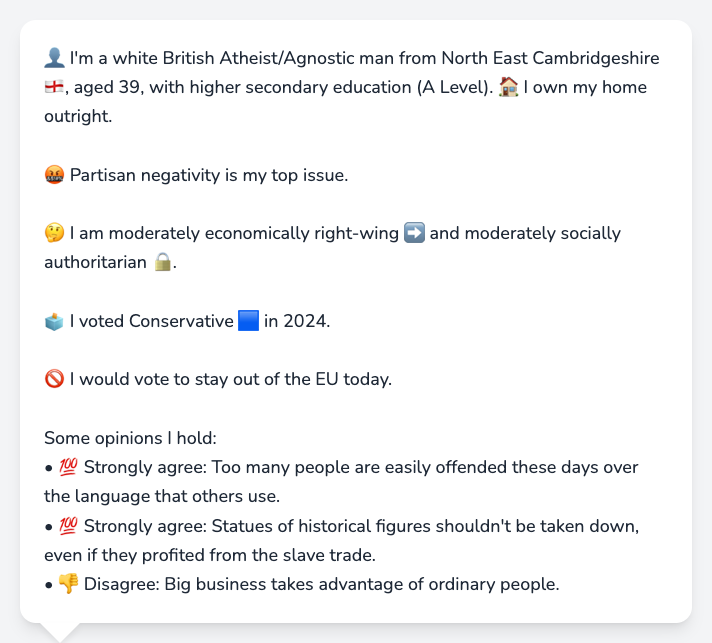 👤 I'm a white British Atheist/Agnostic man from North East Cambridgeshire
🏴󠁧󠁢󠁥󠁮󠁧󠁿, aged 39, with higher secondary education (A Level). 🏠 I own my home
outright.
🤬 Partisan negativity is my top issue.
🤔 I am moderately economically right-wing ➡️ and moderately socially
authoritarian 🔒.
🗳️ I voted Conservative 🟦 in 2024.
🚫 I would vote to stay out of the EU today.
Some opinions I hold:
• 💯 Strongly agree: Too many people are easily offended these days over
the language that others use.
• 💯 Strongly agree: Statues of historical figures shouldn't be taken down,
even if they profited from the slave trade.
• 👎 Disagree: Big business takes advantage of ordinary people.